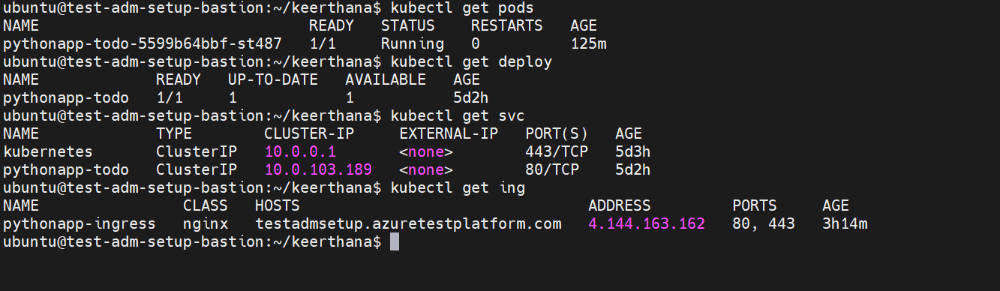 ubuntu@test-adm-setup-bastion:~/keerthana$ kubectl get pods
NAME                              READY   STATUS    RESTARTS   AGE
pythonapp-todo-5599b64bbf-st487   1/1     Running   0          125m
ubuntu@test-adm-setup-bastion:~/keerthana$ kubectl get deploy
NAME             READY   UP-TO-DATE   AVAILABLE   AGE
pythonapp-todo   1/1     1            1           5d2h
ubuntu@test-adm-setup-bastion:~/keerthana$ kubectl get svc
NAME             TYPE        CLUSTER-IP     EXTERNAL-IP   PORT(S)   AGE
kubernetes       ClusterIP   10.0.0.1       <none>        443/TCP   5d3h
pythonapp-todo   ClusterIP   10.0.103.189   <none>        80/TCP    5d2h
ubuntu@test-adm-setup-bastion:~/keerthana$ kubectl get ing
NAME                CLASS   HOSTS                                ADDRESS         PORTS     AGE
pythonapp-ingress   nginx   testadmsetup.azuretestplatform.com   4.144.163.162   80, 443   3h14m
ubuntu@test-adm-setup-bastion:~/keerthana$